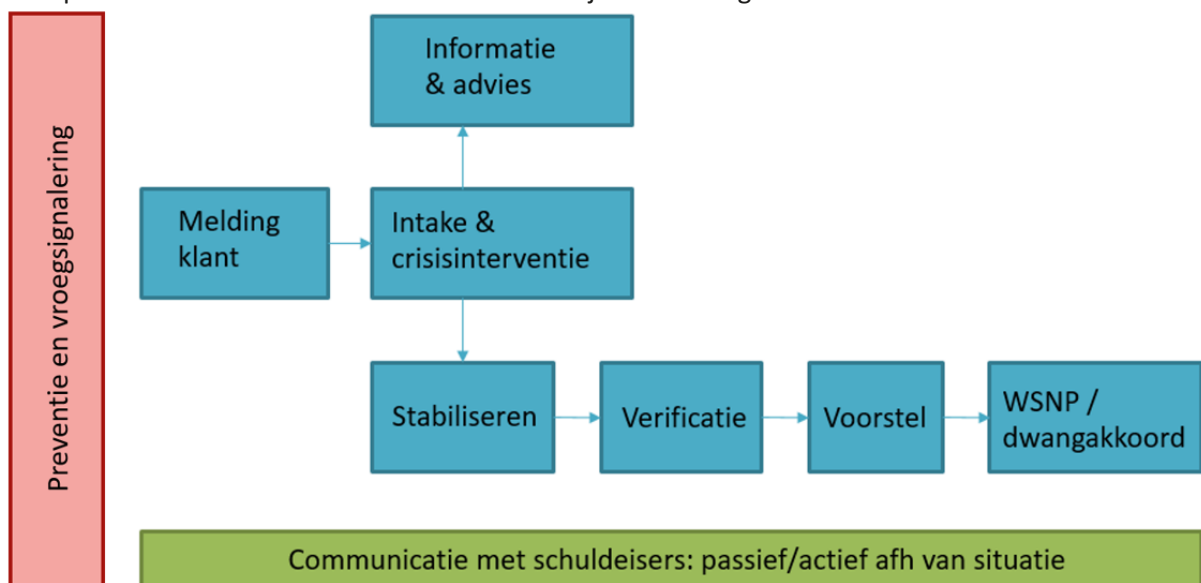 Preventie en vroegsignalering
Informatie
& advies
Melding
klant
Intake &
crisisinterventie
Stabiliseren
Verificatie
Voorstel
WSNP /
dwangakkoord
Communicatie met schuldeisers: passief/actief afh van situatie